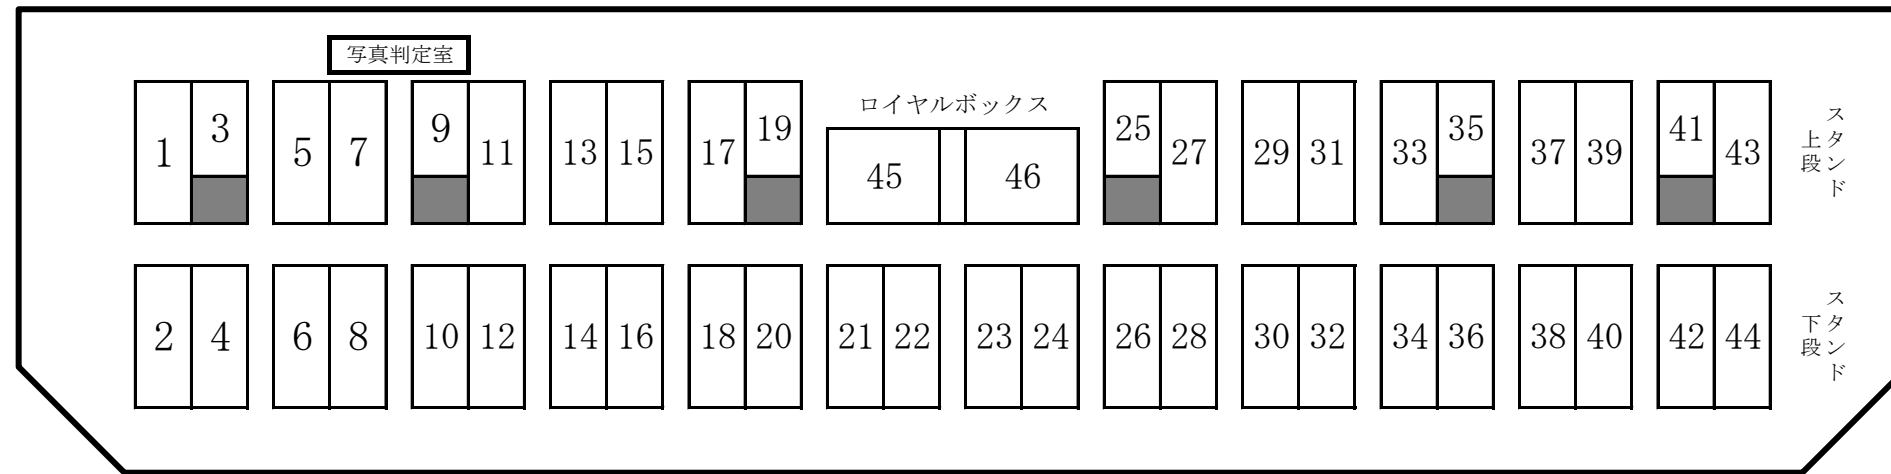 写真判定室
ロイヤルボックス
1 3 5 7 9 11 13 15 17 19 45 46 25 27 29 31 33 35 37 39 41 43
スタンド
上段
2 4 6 8 10 12 14 16 18 20 21 22 23 24 26 28 30 32 34 36 38 40 42 44
スタンド
下段